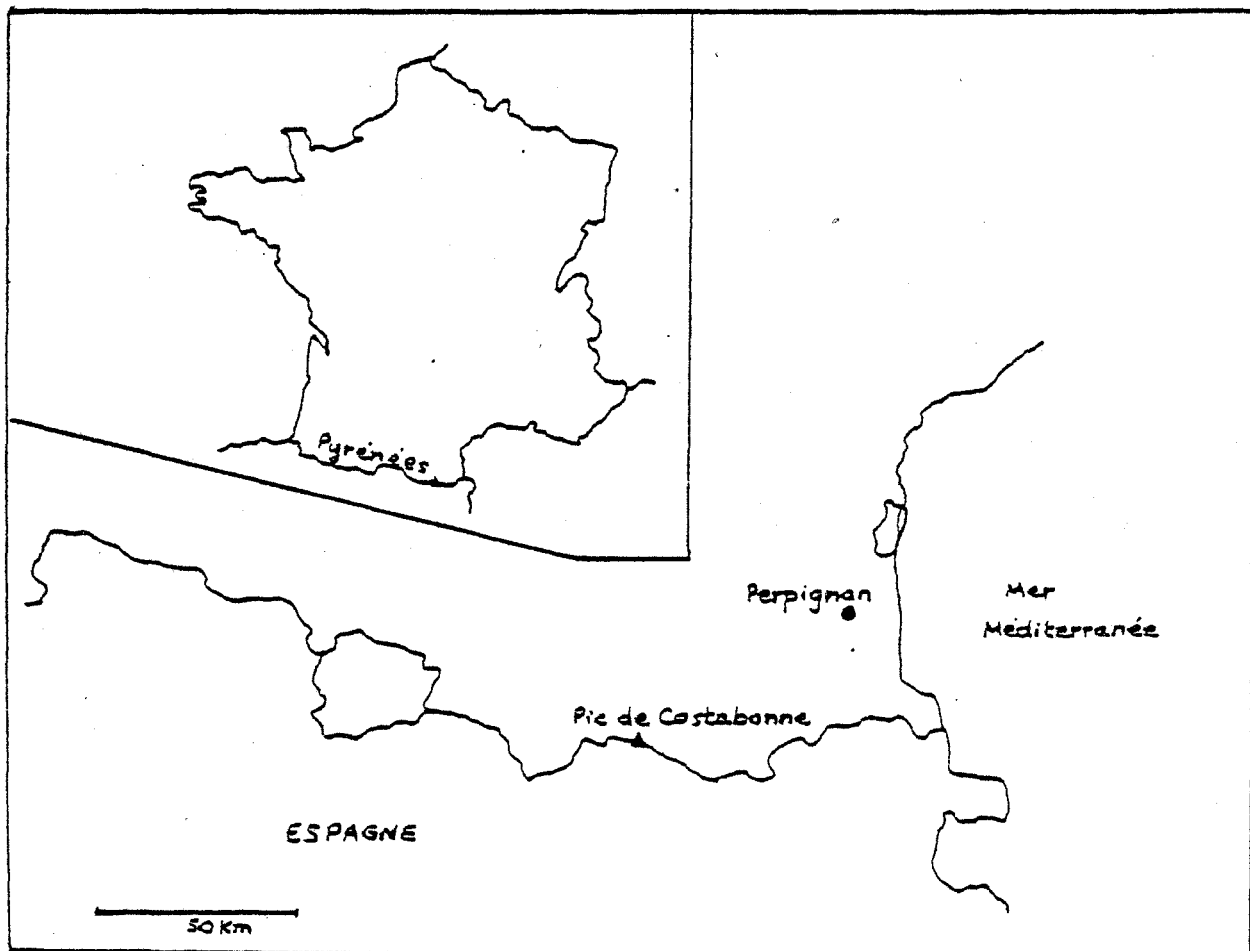 Pyrénées
Perpignan
Mer
Méditerranée
Pic de Costabonne
ESPAGNE
50 Km